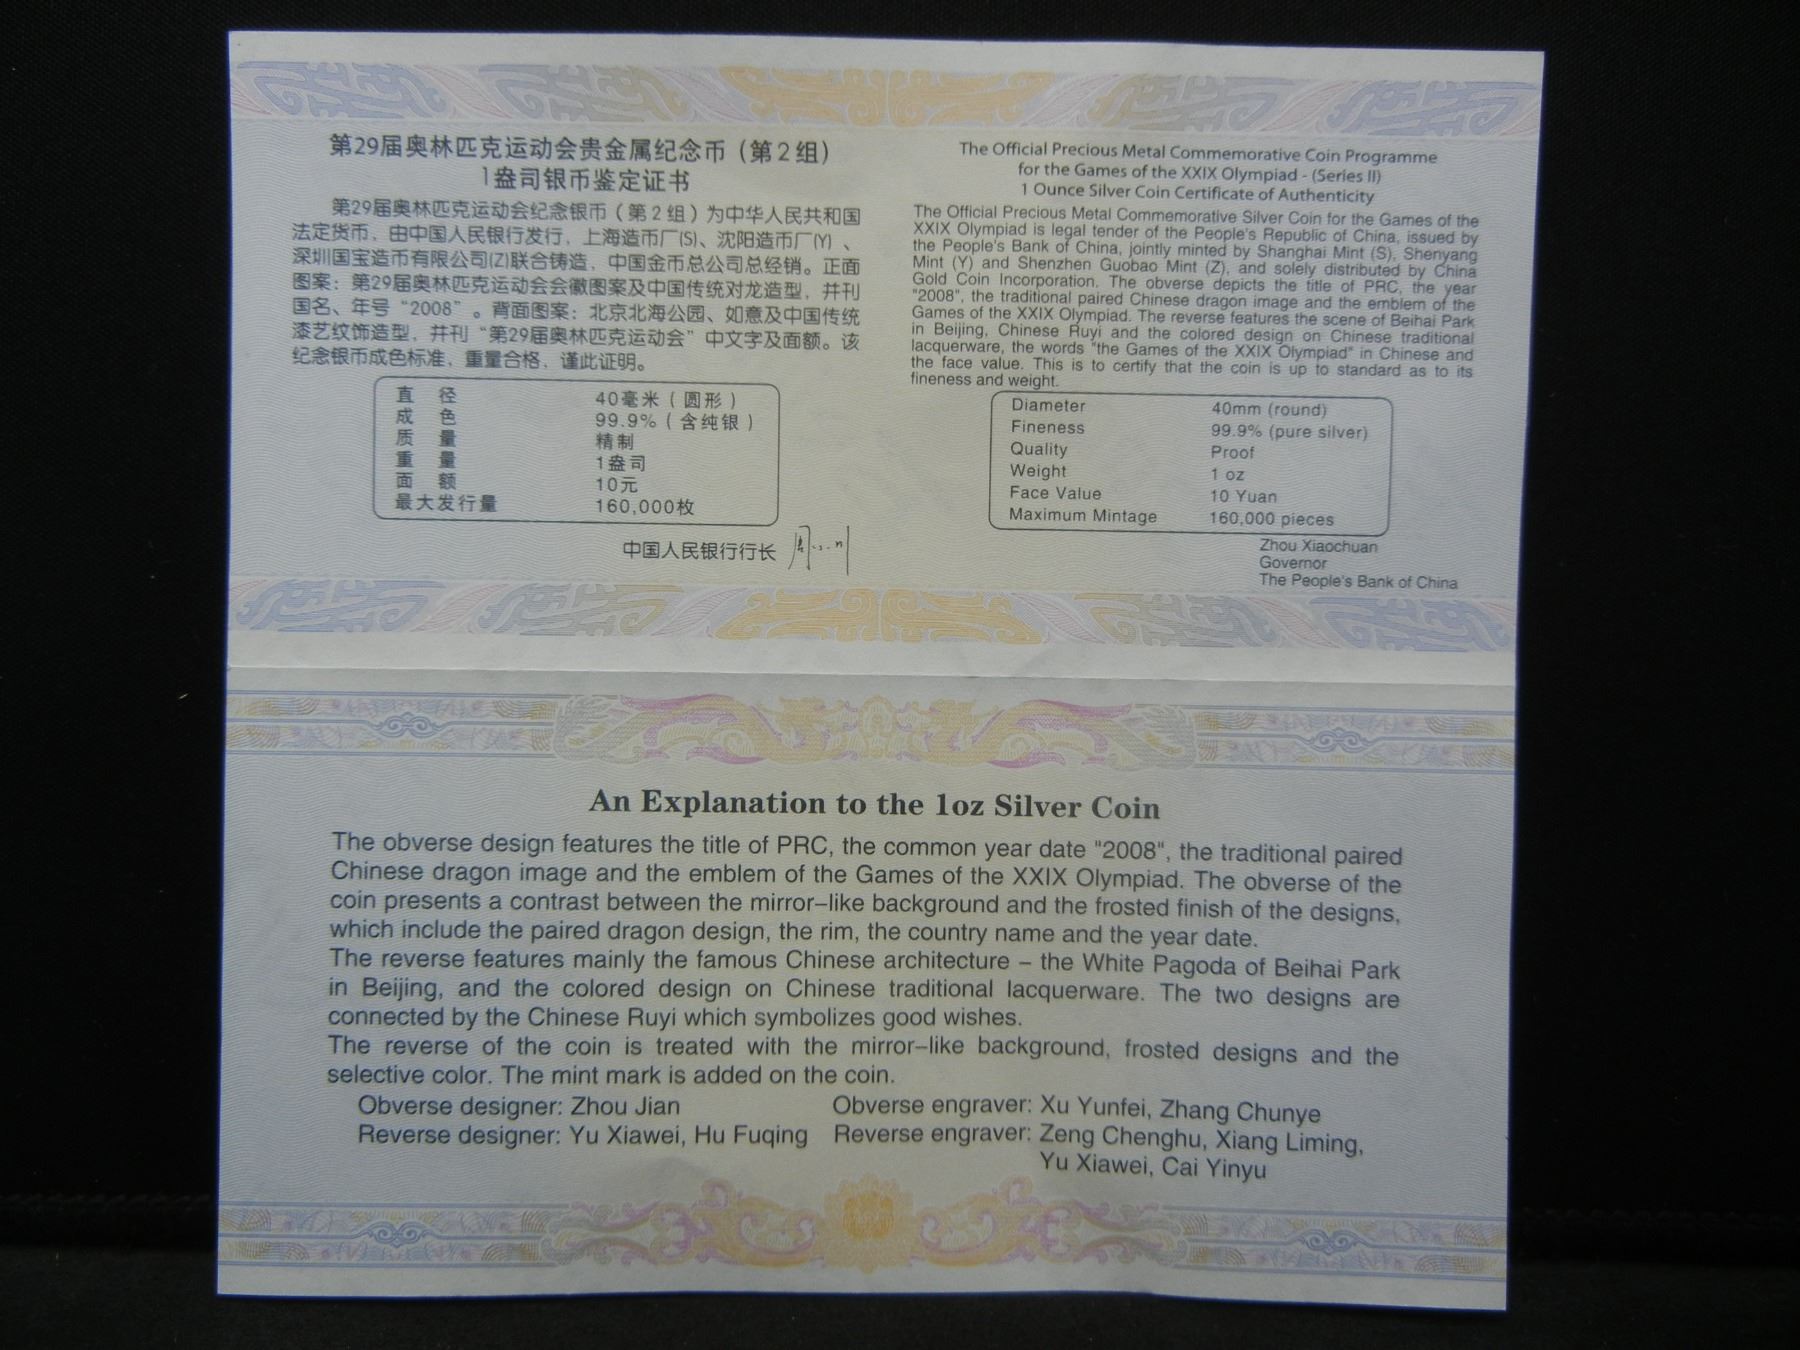 第29届奥林匹克运动会贵金属纪念币（第2组）
1盎司银币鉴定证书
第29届奥林匹克运动会纪念银币（第2组）为中华人民共和国
法定货币，由中国人民银行发行，上海造币厂(S)、沈阳造币厂(Y)、
深圳国宝造币有限公司(Z)联合铸造，中国金币总公司总经销。正面
图案：第29届奥林匹克运动会会徽图案及中国传统对龙造型，并刊
国名、年号“2008”。背面图案：北京北海公园、如意及中国传统
漆艺纹饰造型，并刊“第29届奥林匹克运动会”中文字及面额。该
纪念银币成色标准，重量合格，谨此证明。
直径 40毫米（圆形）
成色 99.9%（含纯银）
质量 精制
重量 1盎司
面额 10元
最大发行量 160,000枚
中国人民银行行长
The Official Precious Metal Commemorative Coin Programme
for the Games of the XXIX Olympiad - (Series II)
1 Ounce Silver Coin Certificate of Authenticity
The Official Precious Metal Commemorative Silver Coin for the Games of the
XXIX Olympiad is legal tender of the People's Republic of China, issued by
the People's Bank of China, jointly minted by Shanghai Mint (S), Shenyang
Mint (Y) and Shenzhen Guobao Mint (Z), and solely distributed by China
Gold Coin Incorporation. The obverse depicts the title of PRC, the year
"2008", the traditional paired Chinese dragon image and the emblem of the
Games of the XXIX Olympiad. The reverse features the scene of Beihai Park
in Beijing, Chinese Ruyi and the colored design on Chinese traditional
lacquerware, the words "the Games of the XXIX Olympiad" in Chinese and
the face value. This is to certify that the coin is up to standard as to its
fineness and weight.
Diameter 40mm (round)
Fineness 99.9% (pure silver)
Quality Proof
Weight 1 oz
Face Value 10 Yuan
Maximum Mintage 160,000 pieces
Zhou Xiaochuan
Governor
The People's Bank of China
An Explanation to the 1oz Silver Coin
The obverse design features the title of PRC, the common year date "2008", the traditional paired
Chinese dragon image and the emblem of the Games of the XXIX Olympiad. The obverse of the
coin presents a contrast between the mirror–like background and the frosted finish of the designs,
which include the paired dragon design, the rim, the country name and the year date.
The reverse features mainly the famous Chinese architecture – the White Pagoda of Beihai Park
in Beijing, and the colored design on Chinese traditional lacquerware. The two designs are
connected by the Chinese Ruyi which symbolizes good wishes.
The reverse of the coin is treated with the mirror–like background, frosted designs and the
selective color. The mint mark is added on the coin.
Obverse designer: Zhou Jian Obverse engraver: Xu Yunfei, Zhang Chunye
Reverse designer: Yu Xiawei, Hu Fuqing Reverse engraver: Zeng Chenghu, Xiang Liming,
Yu Xiawei, Cai Yinyu